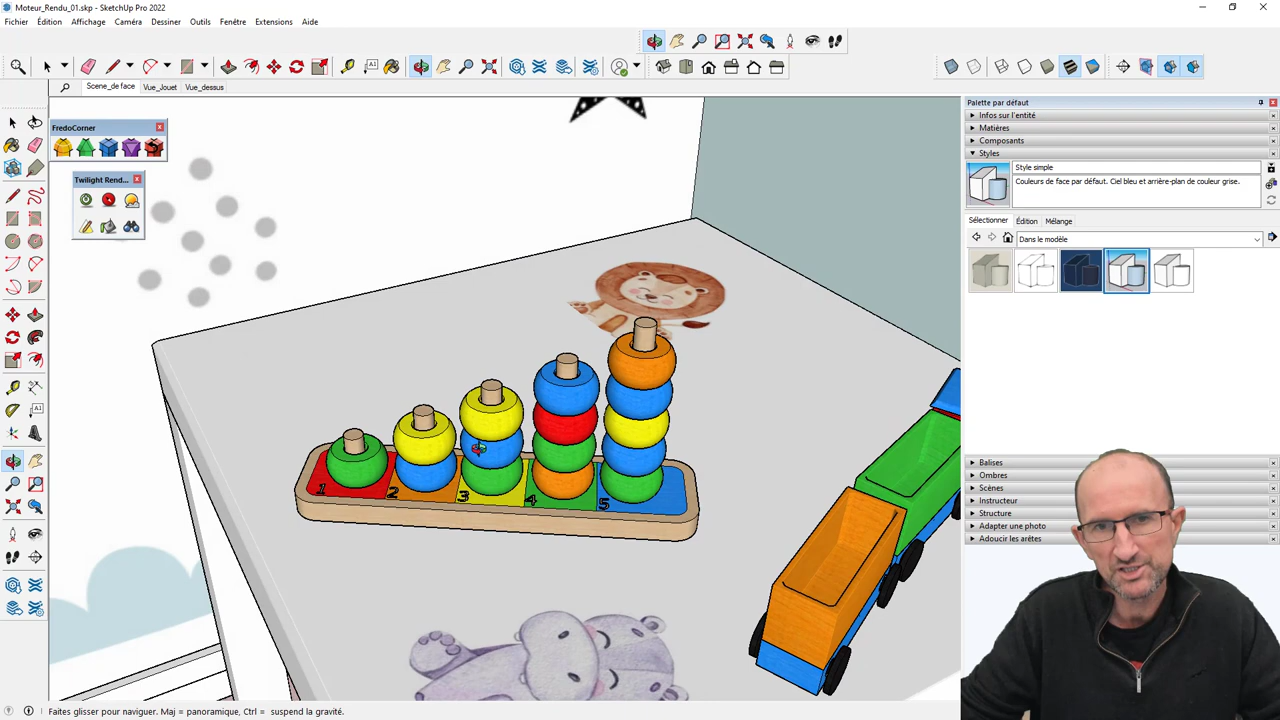 Moteur_Rendu_01.skp - SketchUp Pro 2022
Fichier Édition Affichage Caméra Dessiner Outils Fenêtre Extensions Aide
Scene_de face Vue_Jouet Vue_dessus
FredoCorner
Twilight Rend...
Palette par défaut
Infos sur l'entité
Matières
Composants
Styles
Style simple
Couleurs de face par défaut. Ciel bleu et arrière-plan de couleur grise.
Sélectionner Édition Mélange
Dans le modèle
1 2 3 4 5
Balises
Ombres
Scènes
Instructeur
Structure
Adapter une photo
Adoucir les arêtes
Faites glisser pour naviguer. Maj = panoramique, Ctrl = suspend la gravité.